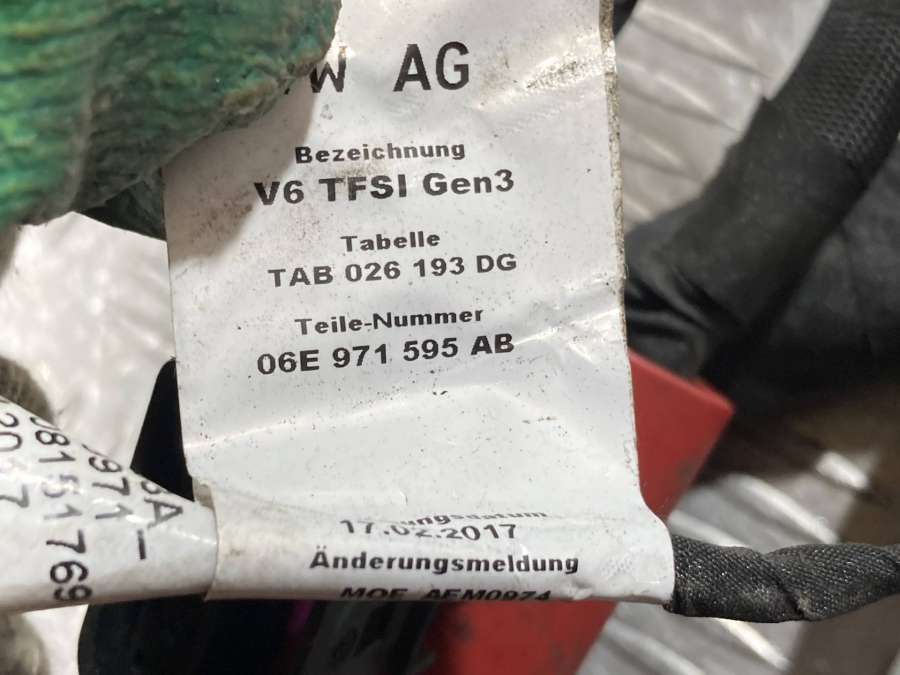 VW AG
Bezeichnung
V6 TFSI Gen3
Tabelle
TAB 026 193 DG
Teile-Nummer
06E 971 595 AB
17.02.2017
Änderungsmeldung